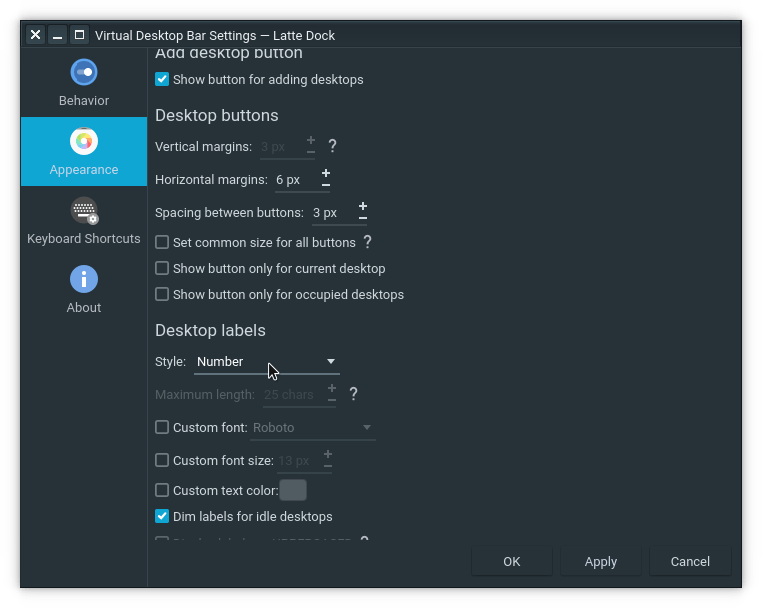 Virtual Desktop Bar Settings — Latte Dock
Behavior
Appearance
Keyboard Shortcuts
About
Add desktop button
Show button for adding desktops
Desktop buttons
Vertical margins: 3 px + − ?
Horizontal margins: 6 px + −
Spacing between buttons: 3 px + −
Set common size for all buttons ?
Show button only for current desktop
Show button only for occupied desktops
Desktop labels
Style: Number
Maximum length: 25 chars + − ?
Custom font: Roboto
Custom font size: 13 px + −
Custom text color:
Dim labels for idle desktops
OK Apply Cancel